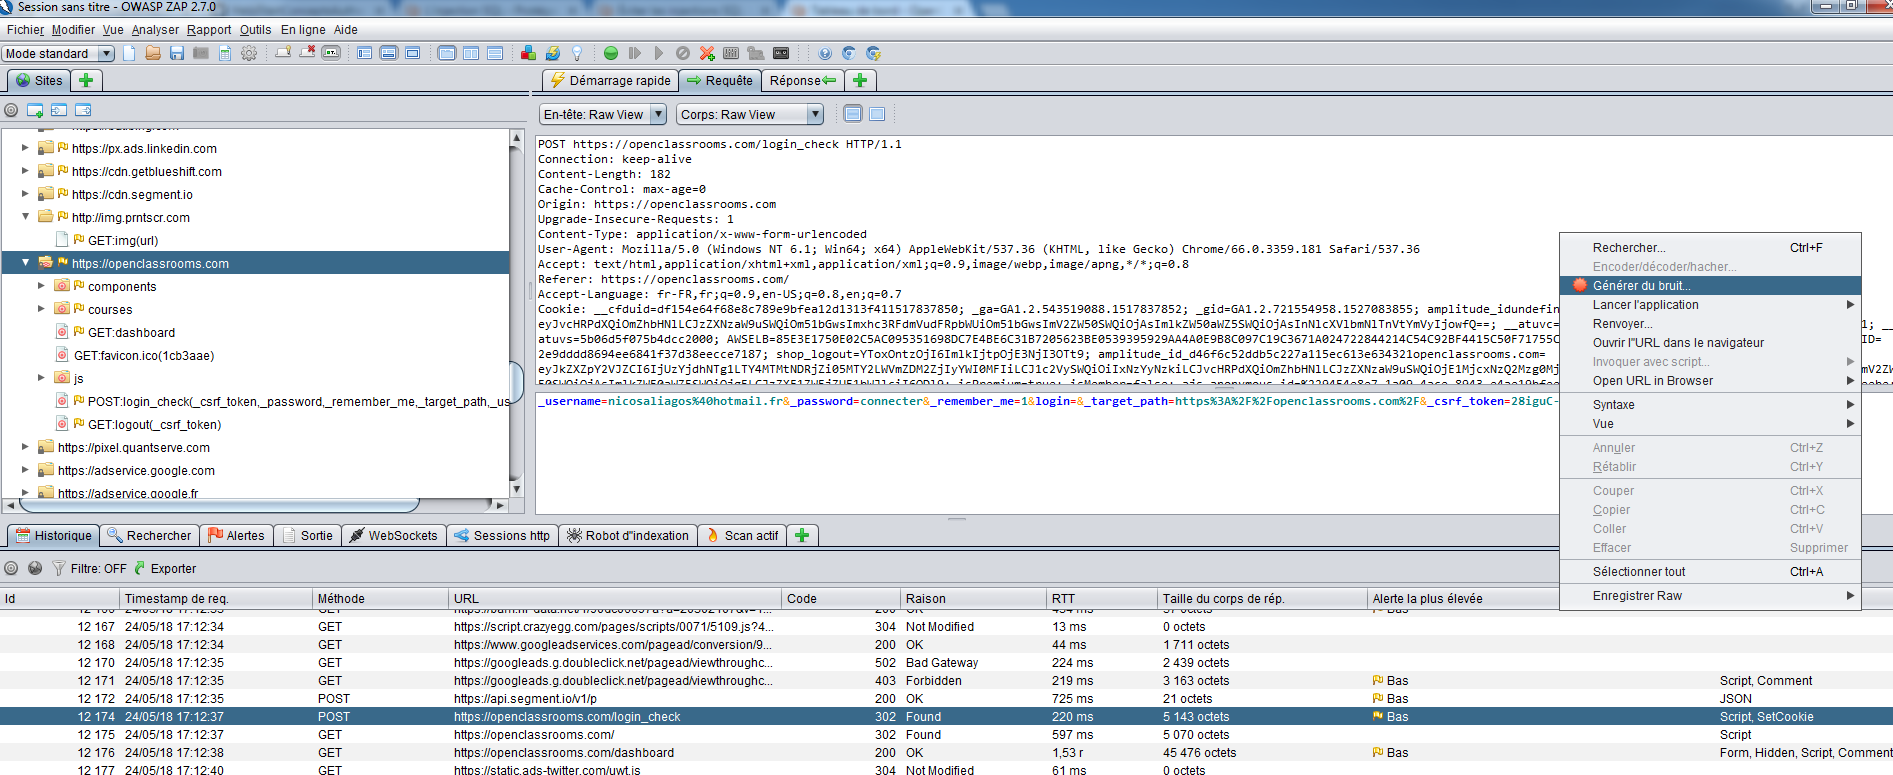 Session sans titre - OWASP ZAP 2.7.0
Fichier Modifier Vue Analyser Rapport Outils En ligne Aide
Mode standard
Sites
Démarrage rapide Requête Réponse
En-tête: Raw View Corps: Raw View
https://px.ads.linkedin.com
https://cdn.getblueshift.com
https://cdn.segment.io
http://img.prntscr.com
GET:img(url)
https://openclassrooms.com
components
courses
GET:dashboard
GET:favicon.ico(1cb3aae)
js
POST:login_check(_csrf_token,_password,_remember_me,_target_path,_us
GET:logout(_csrf_token)
https://pixel.quantserve.com
https://adservice.google.com
https://adservice.google.fr
POST https://openclassrooms.com/login_check HTTP/1.1
Connection: keep-alive
Content-Length: 182
Cache-Control: max-age=0
Origin: https://openclassrooms.com
Upgrade-Insecure-Requests: 1
Content-Type: application/x-www-form-urlencoded
User-Agent: Mozilla/5.0 (Windows NT 6.1; Win64; x64) AppleWebKit/537.36 (KHTML, like Gecko) Chrome/66.0.3359.181 Safari/537.36
Accept: text/html,application/xhtml+xml,application/xml;q=0.9,image/webp,image/apng,*/*;q=0.8
Referer: https://openclassrooms.com/
Accept-Language: fr-FR,fr;q=0.9,en-US;q=0.8,en;q=0.7
Cookie: __cfduid=df154e64f68e8c789e9bfea12d1313f411517837850; _ga=GA1.2.543519088.1517837852; _gid=GA1.2.721554958.1527083855; amplitude_idundefin
atuvs=5b06d5f075b4dcc2000;
2e9dddd8694ee6841f37d38eecce7187; shop_logout=YToxOntzOjI6ImlkIjtpOjE3NjI3OTt9; amplitude_id_d46f6c52ddb5c227a115ec613e634321openclassrooms.com=
_username=nicosaliagos%40hotmail.fr&_password=connecter&_remember_me=1&login=&_target_path=https%3A%2F%2Fopenclassrooms.com%2F&_csrf_token=28iguC-
Rechercher... Ctrl+F
Encoder/décoder/hacher...
Générer du bruit...
Lancer l'application
Renvoyer...
Ouvrir l"URL dans le navigateur
Invoquer avec script...
Open URL in Browser
Syntaxe
Vue
Annuler Ctrl+Z
Rétablir Ctrl+Y
Couper Ctrl+X
Copier Ctrl+C
Coller Ctrl+V
Effacer Supprimer
Sélectionner tout Ctrl+A
Enregistrer Raw
Historique Rechercher Alertes Sortie WebSockets Sessions http Robot d"indexation Scan actif
Filtre: OFF Exporter
Id Timestamp de req. Méthode URL Code Raison RTT Taille du corps de rép. Alerte la plus élevée
12 167 24/05/18 17:12:34 GET https://script.crazyegg.com/pages/scripts/0071/5109.js?4... 304 Not Modified 13 ms 0 octets
12 168 24/05/18 17:12:34 GET https://www.googleadservices.com/pagead/conversion/9... 200 OK 44 ms 1 711 octets
12 170 24/05/18 17:12:35 GET https://googleads.g.doubleclick.net/pagead/viewthroughc... 502 Bad Gateway 224 ms 2 439 octets
12 171 24/05/18 17:12:35 GET https://googleads.g.doubleclick.net/pagead/viewthroughc... 403 Forbidden 219 ms 3 163 octets Bas Script, Comment
12 172 24/05/18 17:12:35 POST https://api.segment.io/v1/p 200 OK 725 ms 21 octets Bas JSON
12 174 24/05/18 17:12:37 POST https://openclassrooms.com/login_check 302 Found 220 ms 5 143 octets Bas Script, SetCookie
12 175 24/05/18 17:12:37 GET https://openclassrooms.com/ 302 Found 597 ms 5 070 octets Script
12 176 24/05/18 17:12:38 GET https://openclassrooms.com/dashboard 200 OK 1,53 r 45 476 octets Bas Form, Hidden, Script, Comment
12 177 24/05/18 17:12:40 GET https://static.ads-twitter.com/uwt.js 304 Not Modified 61 ms 0 octets